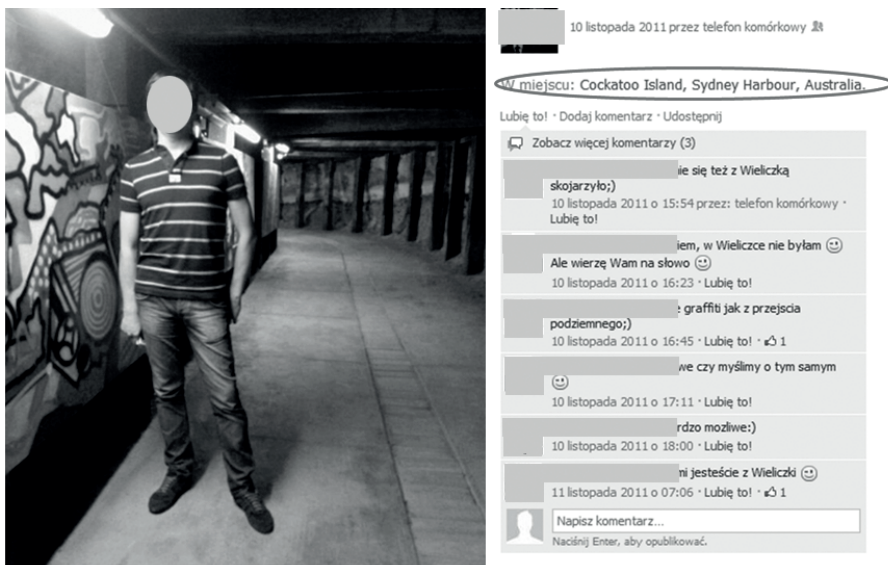 10 listopada 2011 przez telefon komórkowy
W miejscu: Cockatoo Island, Sydney Harbour, Australia.
Lubię to! · Dodaj komentarz · Udostępnij
Zobacz więcej komentarzy (3)
się też z Wieliczką
skojarzyło;)
10 listopada 2011 o 15:54 przez: telefon komórkowy ·
Lubię to!
w Wieliczce nie byłam
Ale wierzę Wam na słowo
10 listopada 2011 o 16:23 · Lubię to!
graffiti jak z przejscia
podziemnego;)
10 listopada 2011 o 16:45 · Lubię to! · 1
czy myślimy o tym samym
10 listopada 2011 o 17:11 · Lubię to!
mozliwe:)
10 listopada 2011 o 18:00 · Lubię to!
jesteście z Wieliczki
11 listopada 2011 o 07:06 · Lubię to! · 1
Napisz komentarz...
Naciśnij Enter, aby opublikować.